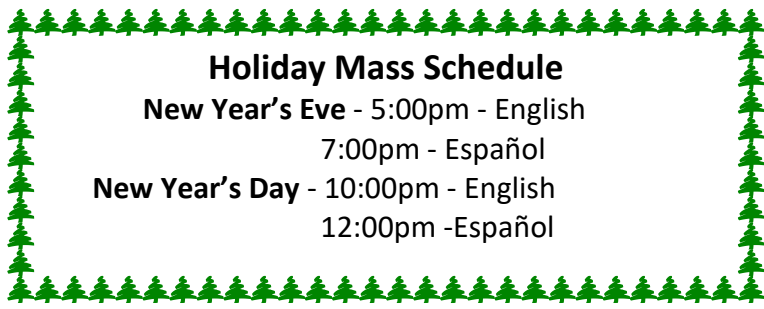 Holiday Mass Schedule
New Year’s Eve - 5:00pm - English
7:00pm - Español
New Year’s Day - 10:00pm - English
12:00pm -Español